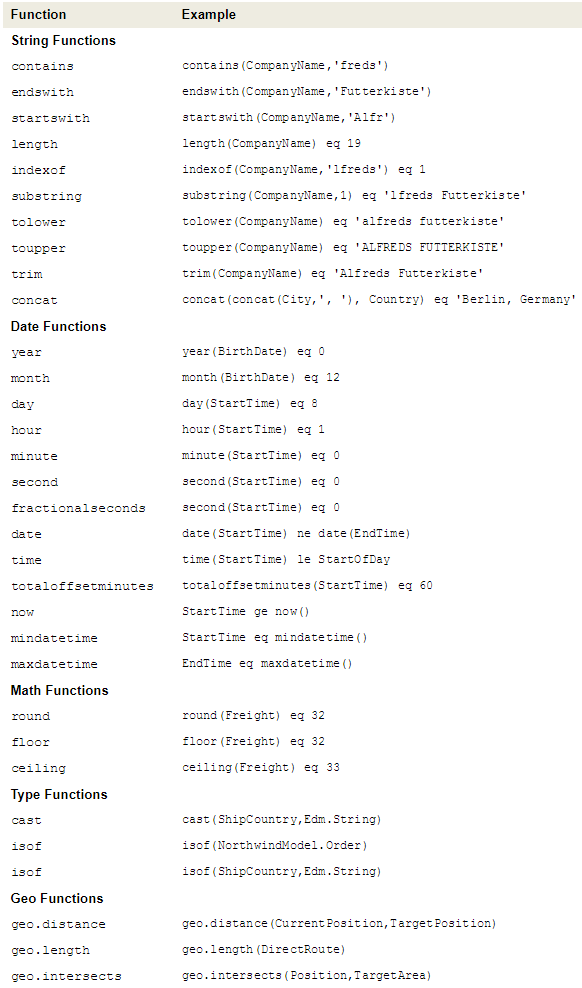 Function Example
String Functions
contains contains(CompanyName,'freds')
endswith endswith(CompanyName,'Futterkiste')
startswith startswith(CompanyName,'Alfr')
length length(CompanyName) eq 19
indexof indexof(CompanyName,'lfreds') eq 1
substring substring(CompanyName,1) eq 'lfreds Futterkiste'
tolower tolower(CompanyName) eq 'alfreds futterkiste'
toupper toupper(CompanyName) eq 'ALFREDS FUTTERKISTE'
trim trim(CompanyName) eq 'Alfreds Futterkiste'
concat concat(concat(City,', '), Country) eq 'Berlin, Germany'
Date Functions
year year(BirthDate) eq 0
month month(BirthDate) eq 12
day day(StartTime) eq 8
hour hour(StartTime) eq 1
minute minute(StartTime) eq 0
second second(StartTime) eq 0
fractionalseconds second(StartTime) eq 0
date date(StartTime) ne date(EndTime)
time time(StartTime) le StartOfDay
totaloffsetminutes totaloffsetminutes(StartTime) eq 60
now StartTime ge now()
mindatetime StartTime eq mindatetime()
maxdatetime EndTime eq maxdatetime()
Math Functions
round round(Freight) eq 32
floor floor(Freight) eq 32
ceiling ceiling(Freight) eq 33
Type Functions
cast cast(ShipCountry,Edm.String)
isof isof(NorthwindModel.Order)
isof isof(ShipCountry,Edm.String)
Geo Functions
geo.distance geo.distance(CurrentPosition,TargetPosition)
geo.length geo.length(DirectRoute)
geo.intersects geo.intersects(Position,TargetArea)